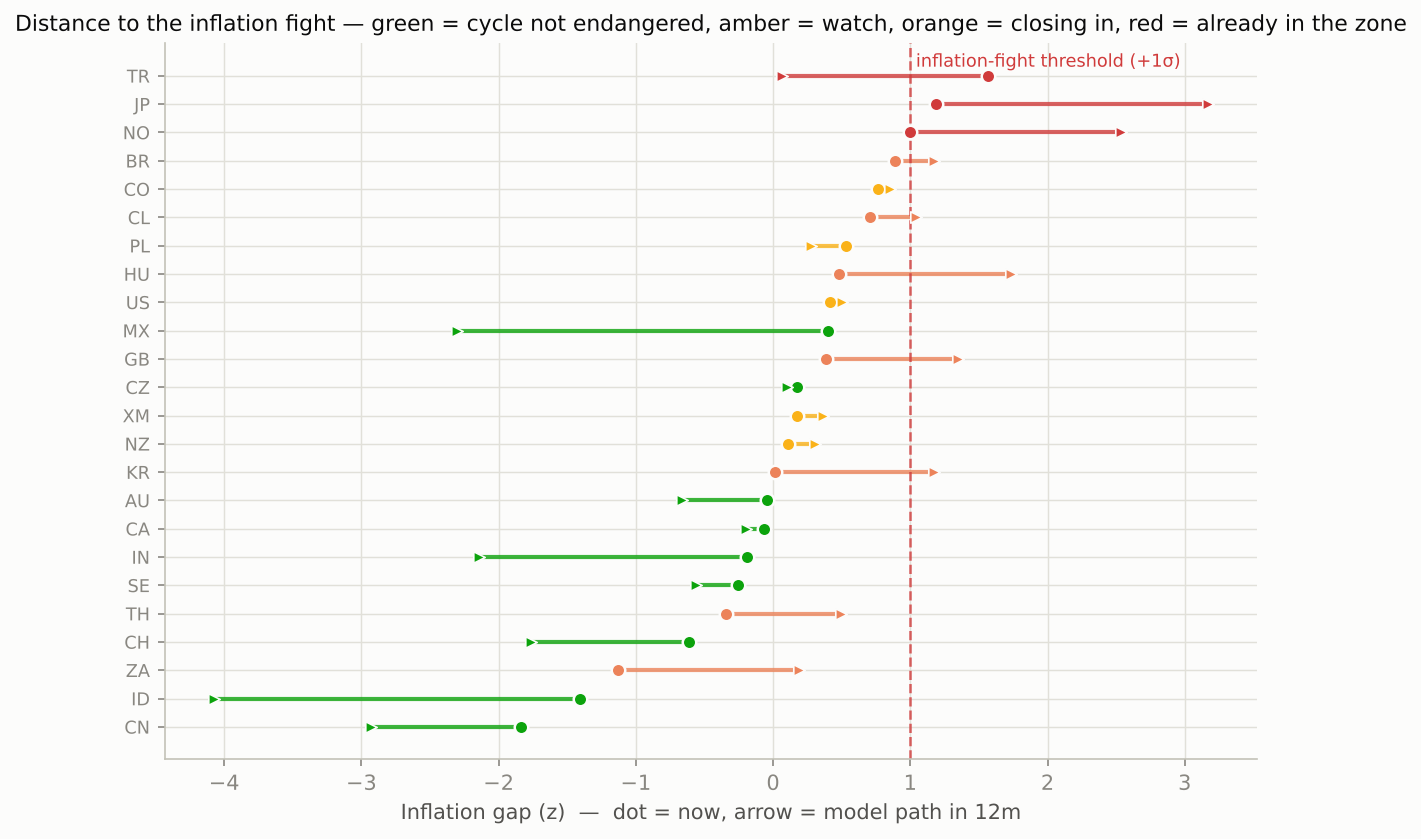 Distance to the inflation fight — green = cycle not endangered, amber = watch, orange = closing in, red = already in the zone
inflation-fight threshold (+1σ)
TR
JP
NO
BR
CO
CL
PL
HU
US
MX
GB
CZ
XM
NZ
KR
AU
CA
IN
SE
TH
CH
ZA
ID
CN
−4 −3 −2 −1 0 1 2 3
Inflation gap (z) — dot = now, arrow = model path in 12m